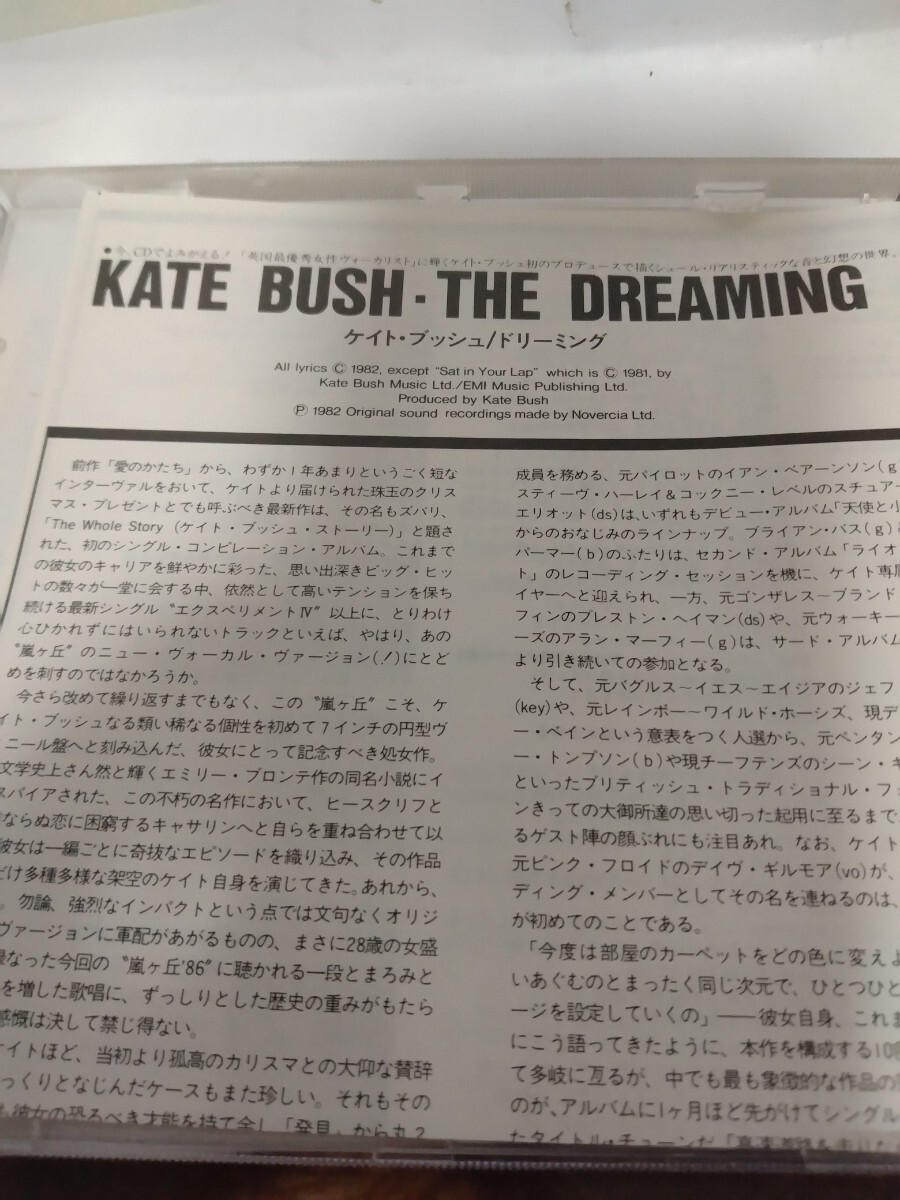 ●今、CDでよみがえる！「英国最優秀女性ヴォーカリスト」に輝くケイト・ブッシュ初のプロデュースで描くシュール・リアリスティックな音と幻想の世界。
KATE BUSH・THE DREAMING
ケイト・ブッシュ/ドリーミング
All lyrics Ⓒ 1982, except "Sat in Your Lap" which is Ⓒ 1981, by
Kate Bush Music Ltd./EMI Music Publishing Ltd.
Produced by Kate Bush
Ⓟ 1982 Original sound recordings made by Novercia Ltd.
前作「愛のかたち」から、わずか1年あまりというごく短な
インターヴァルをおいて、ケイトより届けられた珠玉のクリス
マス・プレゼントとでも呼ぶべき最新作は、その名もズバリ、
「The Whole Story（ケイト・ブッシュ・ストーリー）」と題さ
れた、初のシングル・コンピレーション・アルバム。これまで
の彼女のキャリアを鮮やかに彩った、思い出深きビッグ・ヒッ
トの数々が一堂に会する中、依然として高いテンションを保ち
続ける最新シングル〝エクスペリメントⅣ〟以上に、とりわけ
心ひかれずにはいられないトラックといえば、やはり、あの
〝嵐ヶ丘〟のニュー・ヴォーカル・ヴァージョン(！)にとど
めを刺すのではなかろうか。
今さら改めて繰り返すまでもなく、この〝嵐ヶ丘〟こそ、ケ
イト・ブッシュなる類い稀なる個性を初めて7インチの円型ヴ
ニール盤へと刻み込んだ、彼女にとって記念すべき処女作。
文学史上さん然と輝くエミリー・ブロンテ作の同名小説にイ
スパイアされた、この不朽の名作において、ヒースクリフと
ならぬ恋に困窮するキャサリンへと自らを重ね合わせて以
彼女は一編ごとに奇抜なエピソードを織り込み、その作品
だけ多種多様な架空のケイト自身を演じてきた。あれから、
。勿論、強烈なインパクトという点では文句なくオリジ
ヴァージョンに軍配があがるものの、まさに28歳の女盛
なった今回の〝嵐ヶ丘'86〟に聴かれる一段とまろみと
を増した歌唱に、ずっしりとした歴史の重みがもたら
感慨は決して禁じ得ない。
ケイトほど、当初より孤高のカリスマとの大仰な賛辞
っくりとなじんだケースもまた珍しい。それもその
彼女の恐るべき才能を持て余し「発見」から丸2
成員を務める、元パイロットのイアン・ベアーンソン(g
スティーヴ・ハーレイ＆コックニー・レベルのスチュアー
エリオット(ds)は、いずれもデビュー・アルバム「天使と小
からのおなじみのラインナップ。ブライアン・バス(g)
パーマー(b)のふたりは、セカンド・アルバム「ライオ
ト」のレコーディング・セッションを機に、ケイト専属
イヤーへと迎えられ、一方、元ゴンザレス～ブランド
フィンのプレストン・ヘイマン(ds)や、元ウォーキー
ーズのアラン・マーフィー(g)は、サード・アルバム
より引き続いての参加となる。
そして、元バグルス～イエス～エイジアのジェフ
(key)や、元レインボー～ワイルド・ホーシズ、現デ
ー・ベインという意表をつく人選から、元ペンタン
ー・トンプソン(b)や現チーフテンズのショーン・キ
といったブリティッシュ・トラディショナル・フォ
ンきっての大御所達の思い切った起用に至るまで
るゲスト陣の顔ぶれにも注目あれ。なお、ケイト
元ピンク・フロイドのデイヴ・ギルモア(vo)が、
ディング・メンバーとしてその名を連ねるのは、
が初めてのことである。
「今度は部屋のカーペットをどの色に変えよ
いあぐむのとまったく同じ次元で、ひとつひと
ージを設定していくの」――彼女自身、これま
にこう語ってきたように、本作を構成する10
て多岐に亙るが、中でも最も象徴的な作品の
のが、アルバムに1ヶ月ほど先がけてシングル
たタイトル・チューンだ